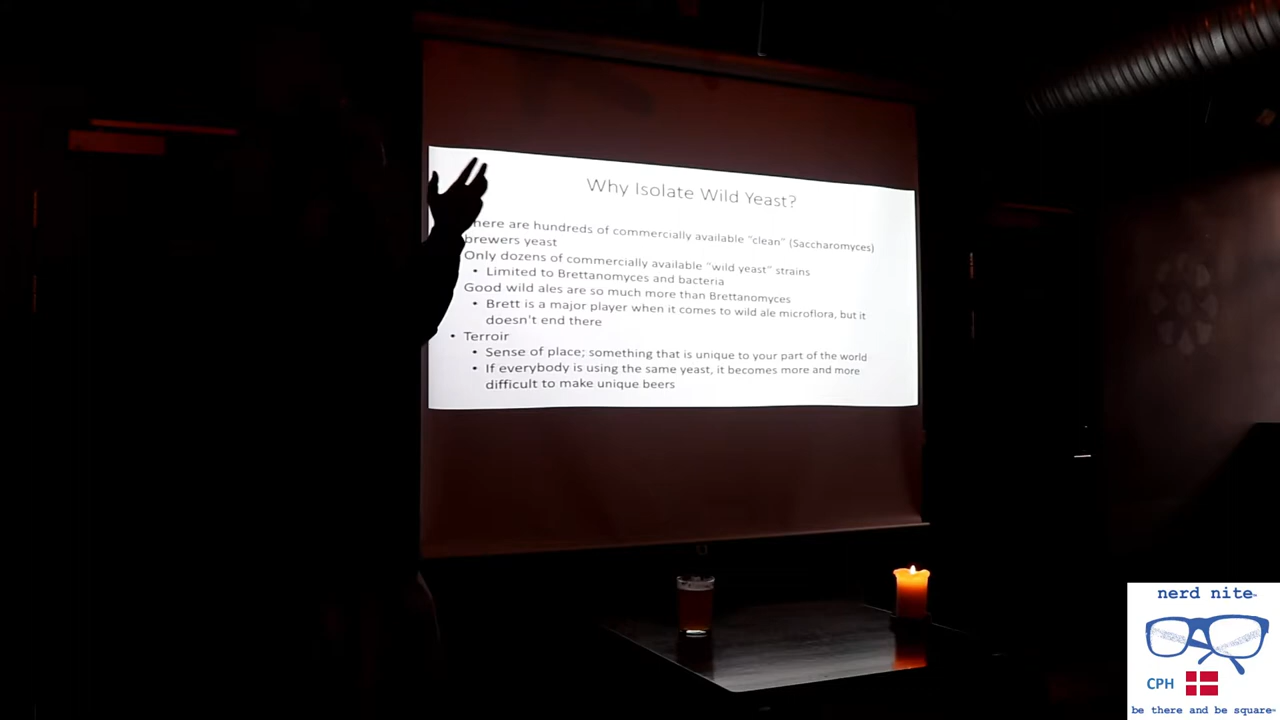 Why Isolate Wild Yeast?
here are hundreds of commercially available "clean" (Saccharomyces)
brewers yeast
Only dozens of commercially available "wild yeast" strains
• Limited to Brettanomyces and bacteria
Good wild ales are so much more than Brettanomyces
• Brett is a major player when it comes to wild ale microflora, but it
doesn't end there
• Terroir
• Sense of place; something that is unique to your part of the world
• If everybody is using the same yeast, it becomes more and more
difficult to make unique beers
nerd nite™
CPH
be there and be square™